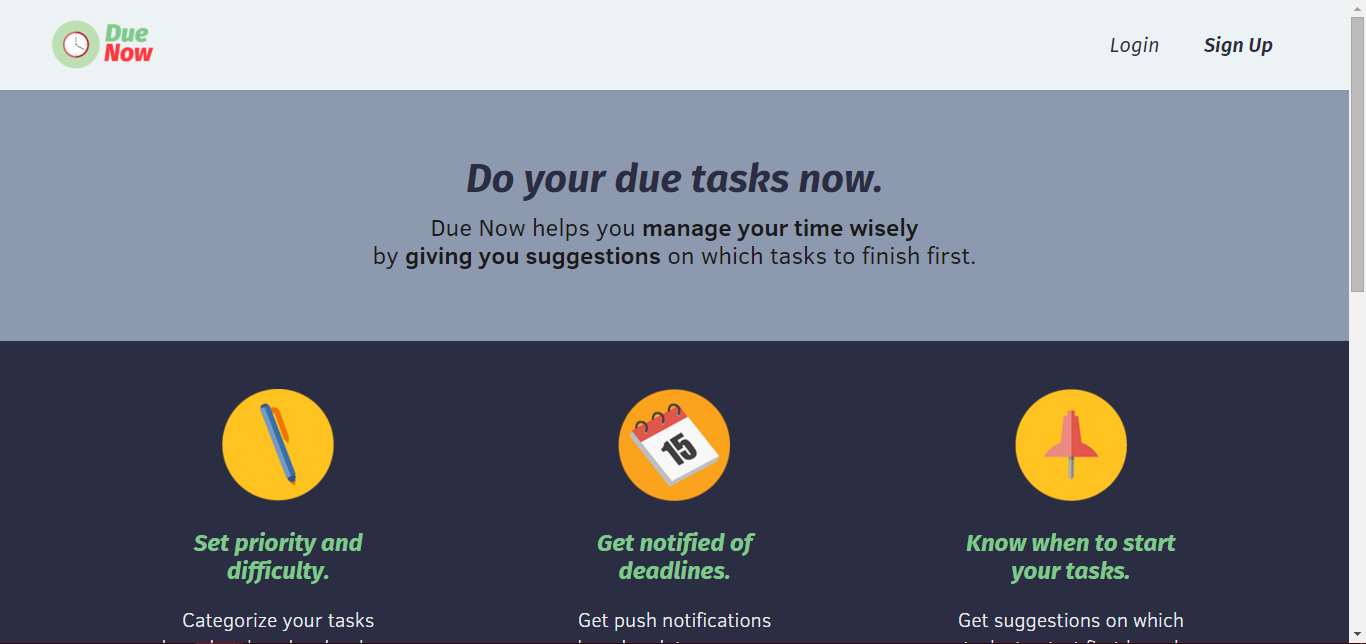 Due
Now
Login
Sign Up
Do your due tasks now.
Due Now helps you manage your time wisely
by giving you suggestions on which tasks to finish first.
15
Set priority and
difficulty.
Get notified of
deadlines.
Know when to start
your tasks.
Categorize your tasks
Get push notifications
Get suggestions on which